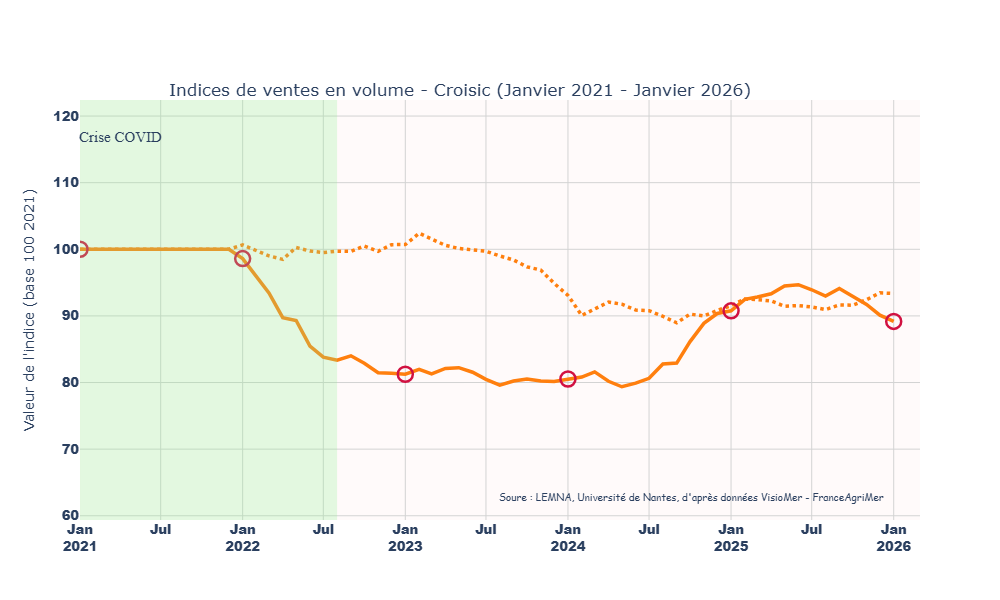 Indices de ventes en volume - Croisic (Janvier 2021 - Janvier 2026)
120
Crise COVID
110
100
90
80
70
60
Valeur de l'indice (base 100 2021)
Soure : LEMNA, Université de Nantes, d'après données VisioMer - FranceAgriMer
Jan Jul Jan Jul Jan Jul Jan Jul Jan Jul Jan
2021 2022 2023 2024 2025 2026